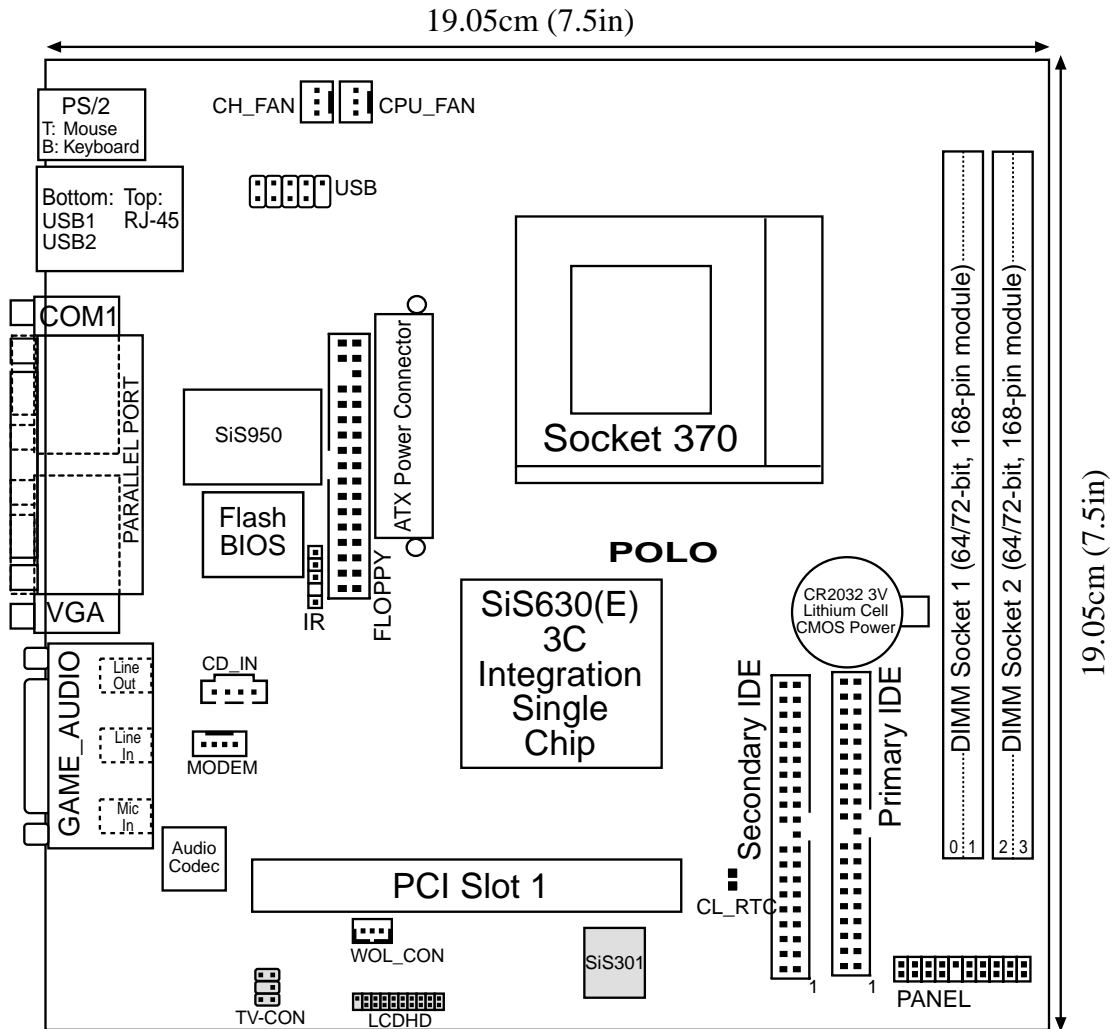 19.05cm (7.5in)
PS/2
T: Mouse
B: Keyboard
CH_FAN
CPU_FAN
Bottom: Top:
USB1 RJ-45
USB2
USB
COM1
PARALLEL PORT
VGA
SiS950
Flash
BIOS
IR
FLOPPY
ATX Power Connector
Socket 370
POLO
SiS630(E)
3C
Integration
Single
Chip
CR2032 3V
Lithium Cell
CMOS Power
DIMM Socket 1 (64/72-bit, 168-pin module)
DIMM Socket 2 (64/72-bit, 168-pin module)
19.05cm (7.5in)
GAME_AUDIO
Line
Out
Line
In
Mic
In
CD_IN
MODEM
Audio
Codec
Secondary IDE
Primary IDE
0 1
2 3
PCI Slot 1
CL_RTC
WOL_CON
SiS301
1
1
PANEL
TV-CON
LCDHD